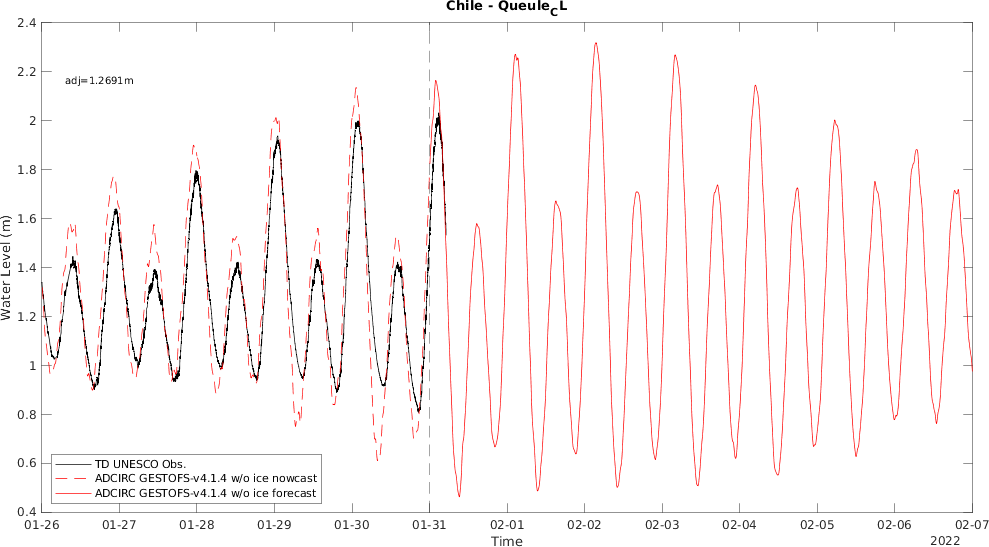 Chile - Queule_CL
2.4
2.2
2
1.8
1.6
1.4
1.2
1
0.8
0.6
0.4
Water Level (m)
adj=1.2691m
TD UNESCO Obs.
ADCIRC GESTOFS-v4.1.4 w/o ice nowcast
ADCIRC GESTOFS-v4.1.4 w/o ice forecast
01-26 01-27 01-28 01-29 01-30 01-31 02-01 02-02 02-03 02-04 02-05 02-06 02-07
Time
2022